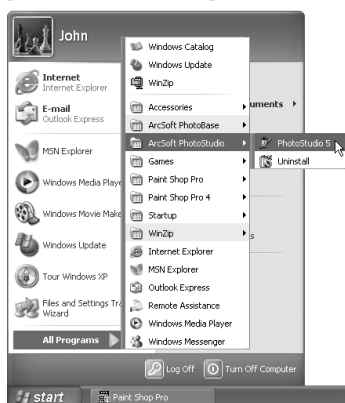 John
Internet
Internet Explorer
E-mail
Outlook Express
MSN Explorer
Windows Media Playe
Windows Movie Make
Windows Update
Tour Windows XP
Files and Settings Tra
Wizard
All Programs
Windows Catalog
Windows Update
WinZip
Accessories
ArcSoft PhotoBase
ArcSoft PhotoStudio
Games
Paint Shop Pro
Paint Shop Pro 4
Startup
WinZip
Internet Explorer
MSN Explorer
Outlook Express
Remote Assistance
Windows Media Player
Windows Messenger
uments
s
PhotoStudio 5
Uninstall
Log Off
Turn Off Computer
start
Paint Shop Pro